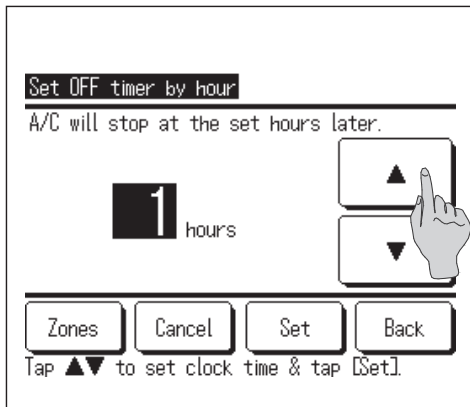 Set OFF timer by hour
A/C will stop at the set hours later.
▲
1 hours
▼
Zones Cancel Set Back
Tap ▲▼ to set clock time & tap [Set].